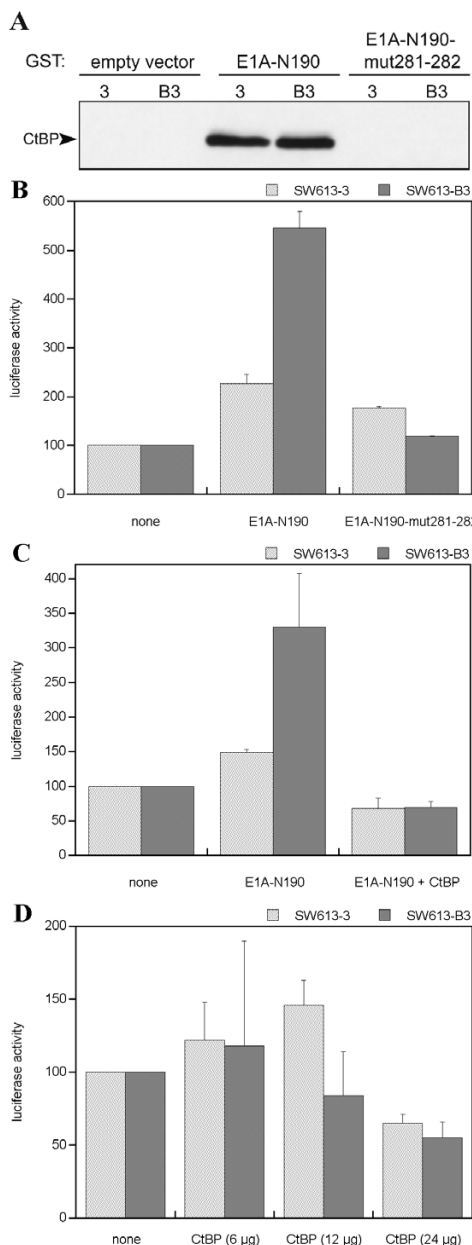 A
GST: empty vector E1A-N190 E1A-N190-mut281-282
3 B3 3 B3 3 B3
CtBP
B
SW613-3 SW613-B3
luciferase activity
600
500
400
300
200
100
0
none E1A-N190 E1A-N190-mut281-282
C
SW613-3 SW613-B3
luciferase activity
400
350
300
250
200
150
100
50
0
none E1A-N190 E1A-N190 + CtBP
D
SW613-3 SW613-B3
luciferase activity
200
150
100
50
0
none CtBP (6 µg) CtBP (12 µg) CtBP (24 µg)